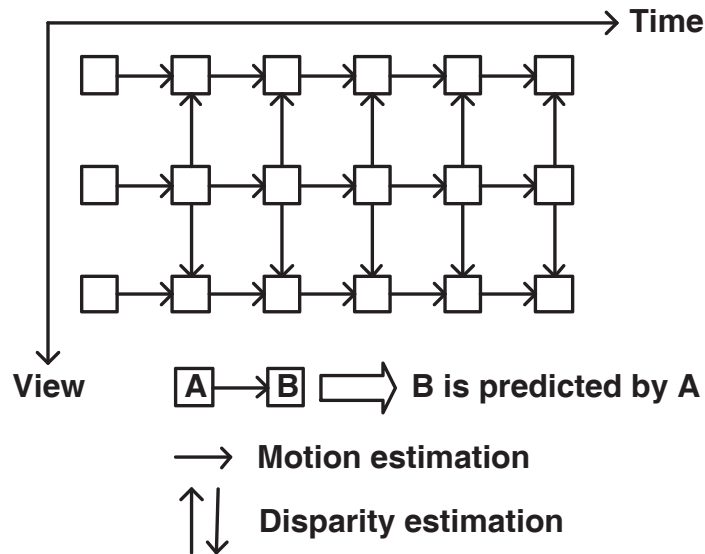 Time
View
A B B is predicted by A
Motion estimation
Disparity estimation